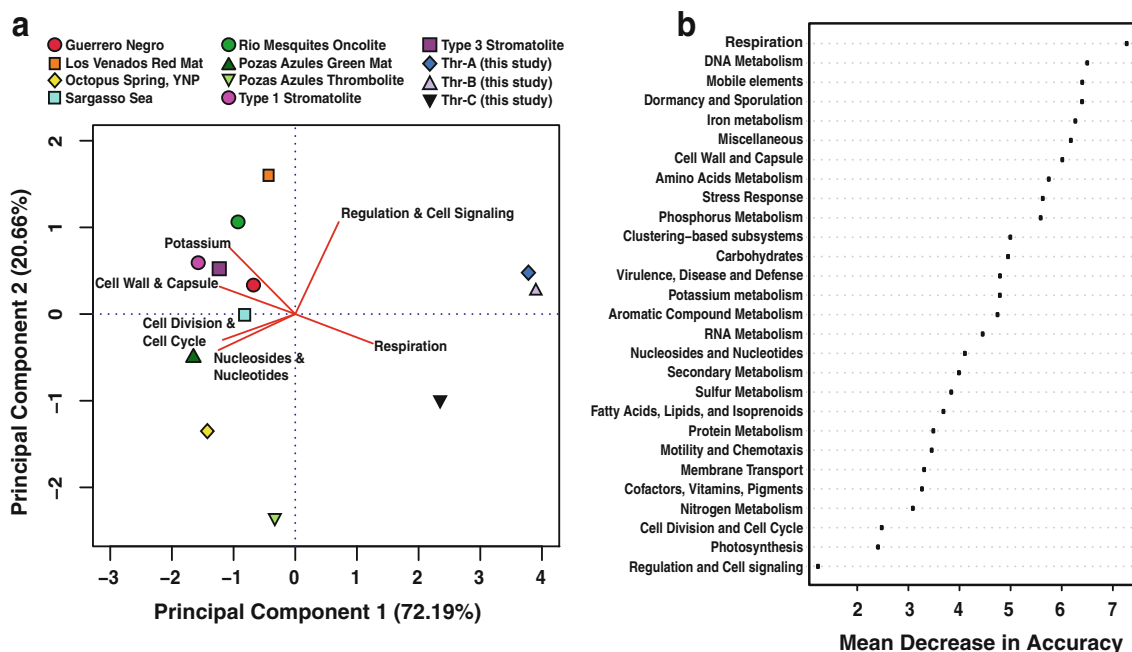 a
Guerrero Negro
Los Venados Red Mat
Octopus Spring, YNP
Sargasso Sea
Rio Mesquites Oncolite
Pozas Azules Green Mat
Pozas Azules Thrombolite
Type 1 Stromatolite
Type 3 Stromatolite
Thr-A (this study)
Thr-B (this study)
Thr-C (this study)
Principal Component 2 (20.66%)
2
1
0
−1
−2
Regulation & Cell Signaling
Potassium
Cell Wall & Capsule
Cell Division &
Cell Cycle
Nucleosides &
Nucleotides
Respiration
−3 −2 −1 0 1 2 3 4
Principal Component 1 (72.19%)
b
Respiration
DNA Metabolism
Mobile elements
Dormancy and Sporulation
Iron metabolism
Miscellaneous
Cell Wall and Capsule
Amino Acids Metabolism
Stress Response
Phosphorus Metabolism
Clustering−based subsystems
Carbohydrates
Virulence, Disease and Defense
Potassium metabolism
Aromatic Compound Metabolism
RNA Metabolism
Nucleosides and Nucleotides
Secondary Metabolism
Sulfur Metabolism
Fatty Acids, Lipids, and Isoprenoids
Protein Metabolism
Motility and Chemotaxis
Membrane Transport
Cofactors, Vitamins, Pigments
Nitrogen Metabolism
Cell Division and Cell Cycle
Photosynthesis
Regulation and Cell signaling
2 3 4 5 6 7
Mean Decrease in Accuracy